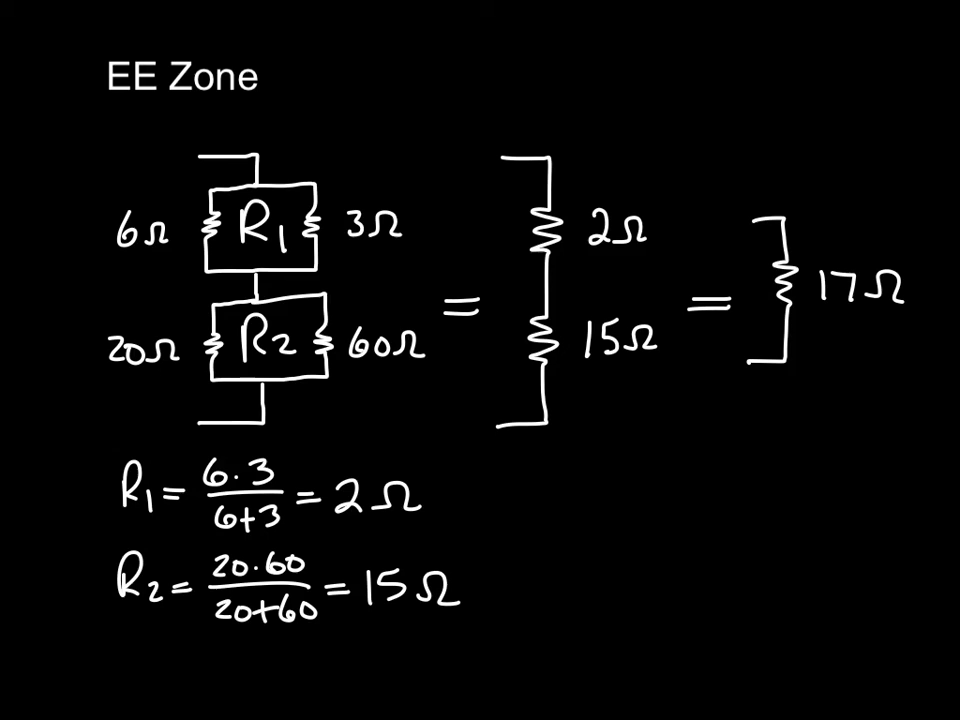 EE Zone
6Ω R1 3Ω
20Ω R2 60Ω
=
2Ω
15Ω
=
17Ω
R1 = 6·3 / 6+3 = 2Ω
R2 = 20·60 / 20+60 = 15Ω